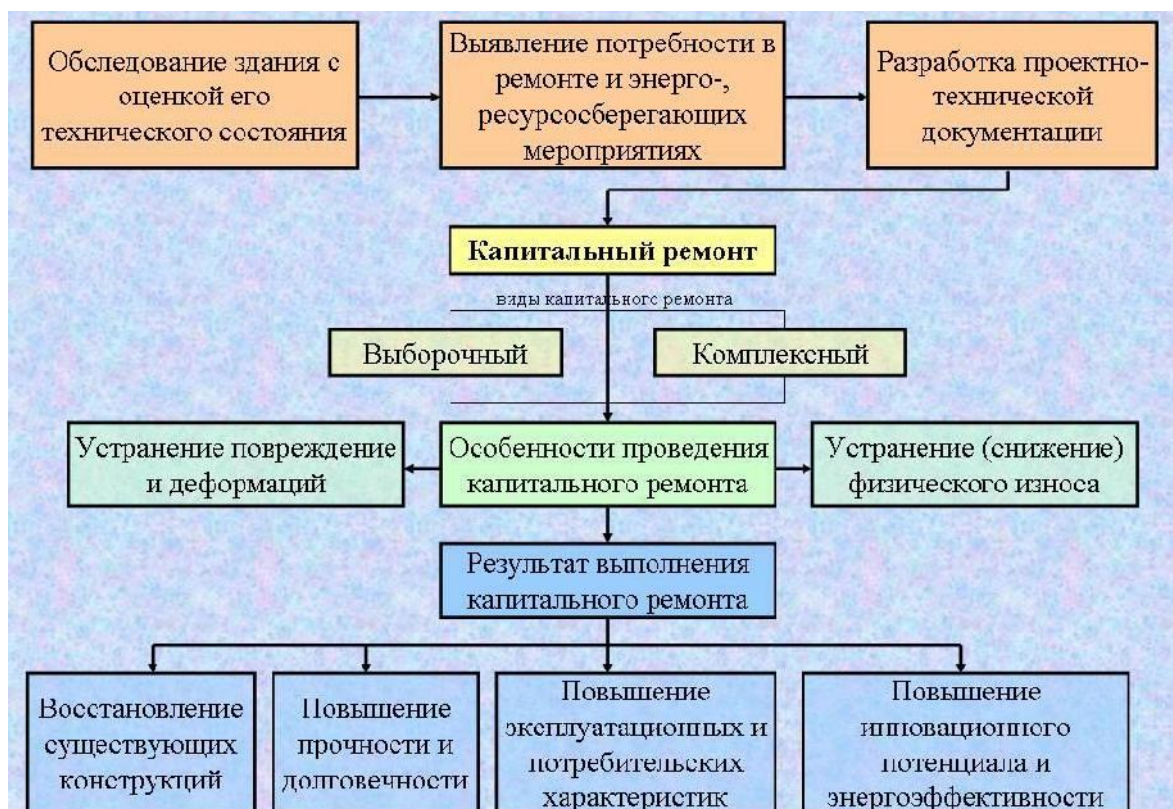 Обследование здания с
оценкой его
технического состояния
Выявление потребности в
ремонте и энерго-,
ресурсосберегающих
мероприятиях
Разработка проектно-
технической
документации
Капитальный ремонт
виды капитального ремонта
Выборочный
Комплексный
Устранение повреждение
и деформаций
Особенности проведения
капитального ремонта
Устранение (снижение)
физического износа
Результат выполнения
капитального ремонта
Восстановление
существующих
конструкций
Повышение
прочности и
долговечности
Повышение
эксплуатационных и
потребительских
характеристик
Повышение
инновационного
потенциала и
энергоэффективности